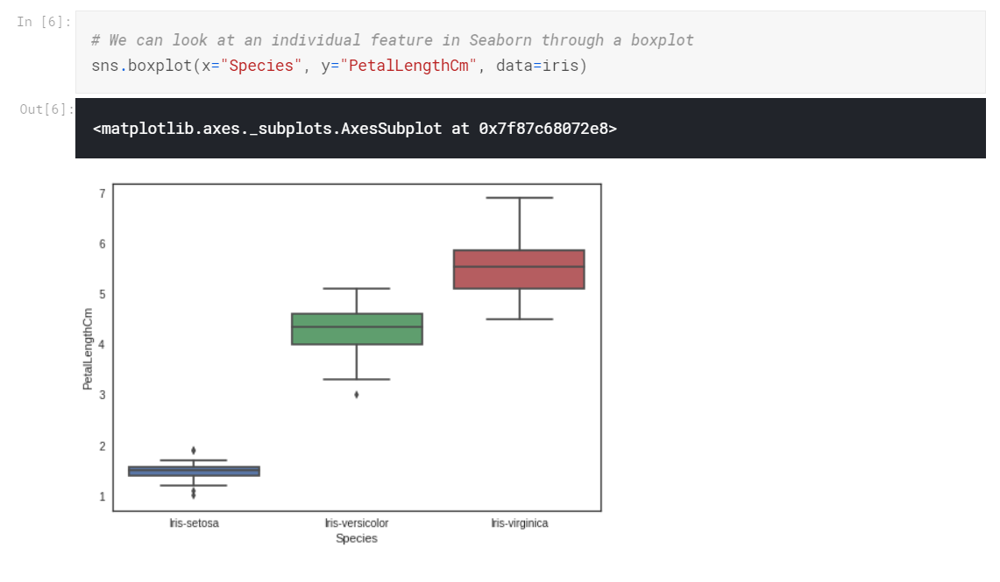 In [6]:
# We can look at an individual feature in Seaborn through a boxplot
sns.boxplot(x="Species", y="PetalLengthCm", data=iris)
Out[6]:
<matplotlib.axes._subplots.AxesSubplot at 0x7f87c68072e8>
7
6
5
4
3
2
1
PetalLengthCm
Iris-setosa Iris-versicolor Iris-virginica
Species